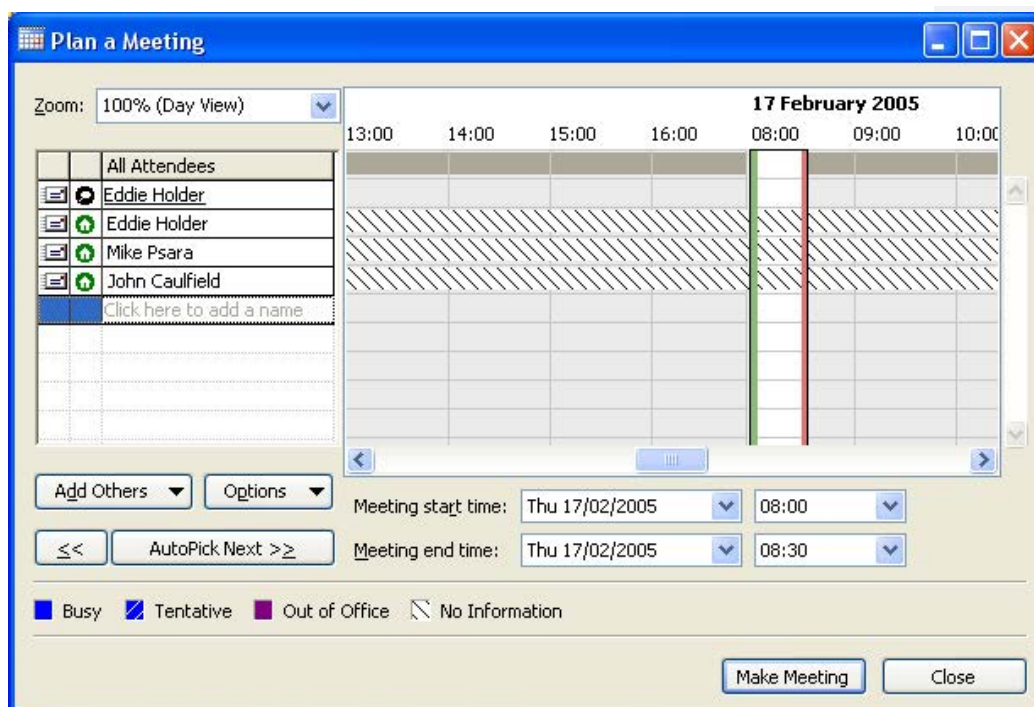 Plan a Meeting
Zoom: 100% (Day View)
17 February 2005
13:00 14:00 15:00 16:00 08:00 09:00 10:00
All Attendees
Eddie Holder
Eddie Holder
Mike Psara
John Caulfield
Click here to add a name
Add Others Options
Meeting start time: Thu 17/02/2005 08:00
<< AutoPick Next >>
Meeting end time: Thu 17/02/2005 08:30
Busy Tentative Out of Office No Information
Make Meeting Close